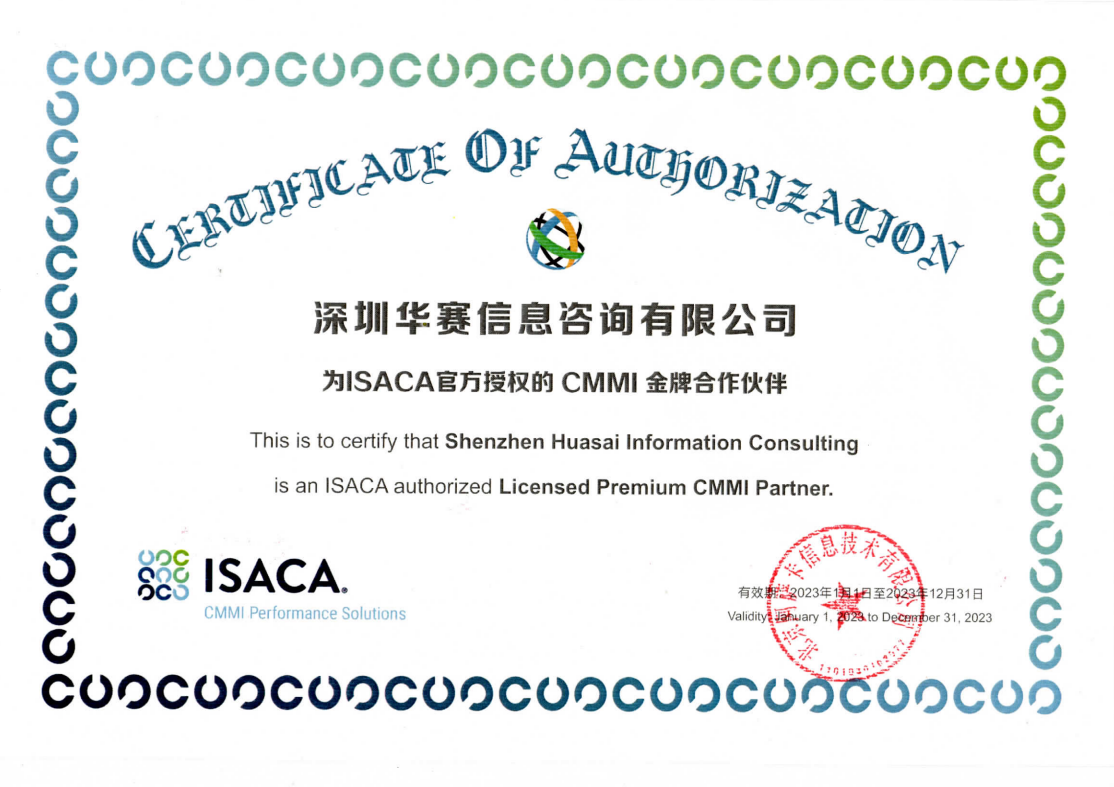 CERTIFICATE OF AUTHORIZATION
深圳华赛信息咨询有限公司
为ISACA官方授权的 CMMI 金牌合作伙伴
This is to certify that Shenzhen Huasai Information Consulting
is an ISACA authorized Licensed Premium CMMI Partner.
ISACA®
CMMI Performance Solutions
有效期：2023年1月1日至2023年12月31日
Validity: January 1, 2023 to December 31, 2023
卡信息技术有限公司